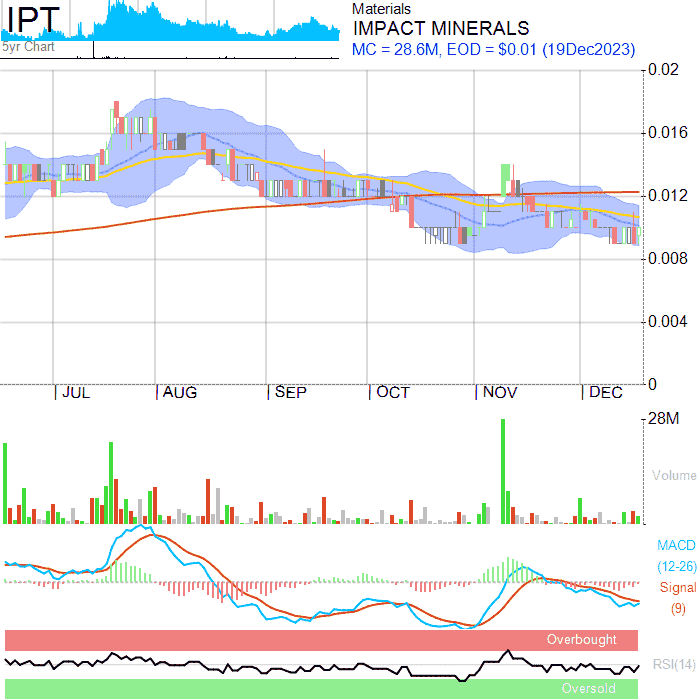 IPT
5yr Chart
Materials
IMPACT MINERALS
MC = 28.6M, EOD = $0.01 (19Dec2023)
0.02
0.016
0.012
0.008
0.004
0
JUL AUG SEP OCT NOV DEC
28M
Volume
MACD
(12-26)
Signal
(9)
Overbought
RSI(14)
Oversold